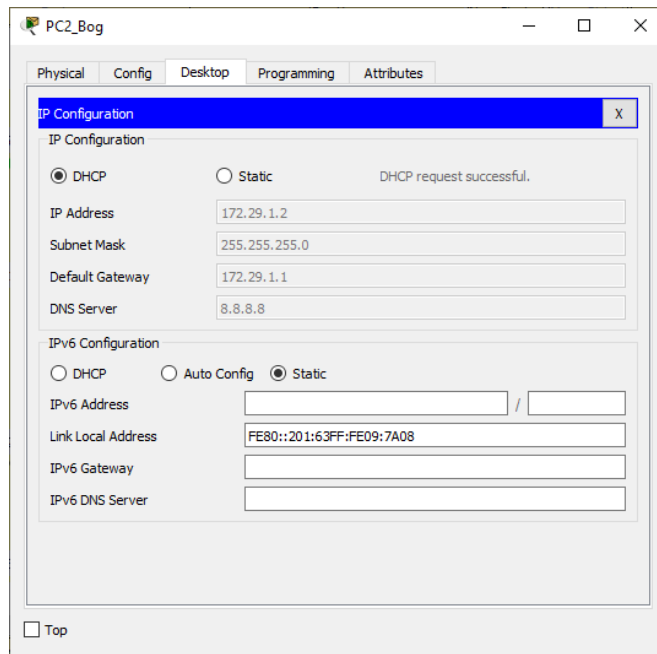 PC2_Bog
Physical Config Desktop Programming Attributes
IP Configuration X
IP Configuration
DHCP Static DHCP request successful.
IP Address 172.29.1.2
Subnet Mask 255.255.255.0
Default Gateway 172.29.1.1
DNS Server 8.8.8.8
IPv6 Configuration
DHCP Auto Config Static
IPv6 Address /
Link Local Address FE80::201:63FF:FE09:7A08
IPv6 Gateway
IPv6 DNS Server
Top